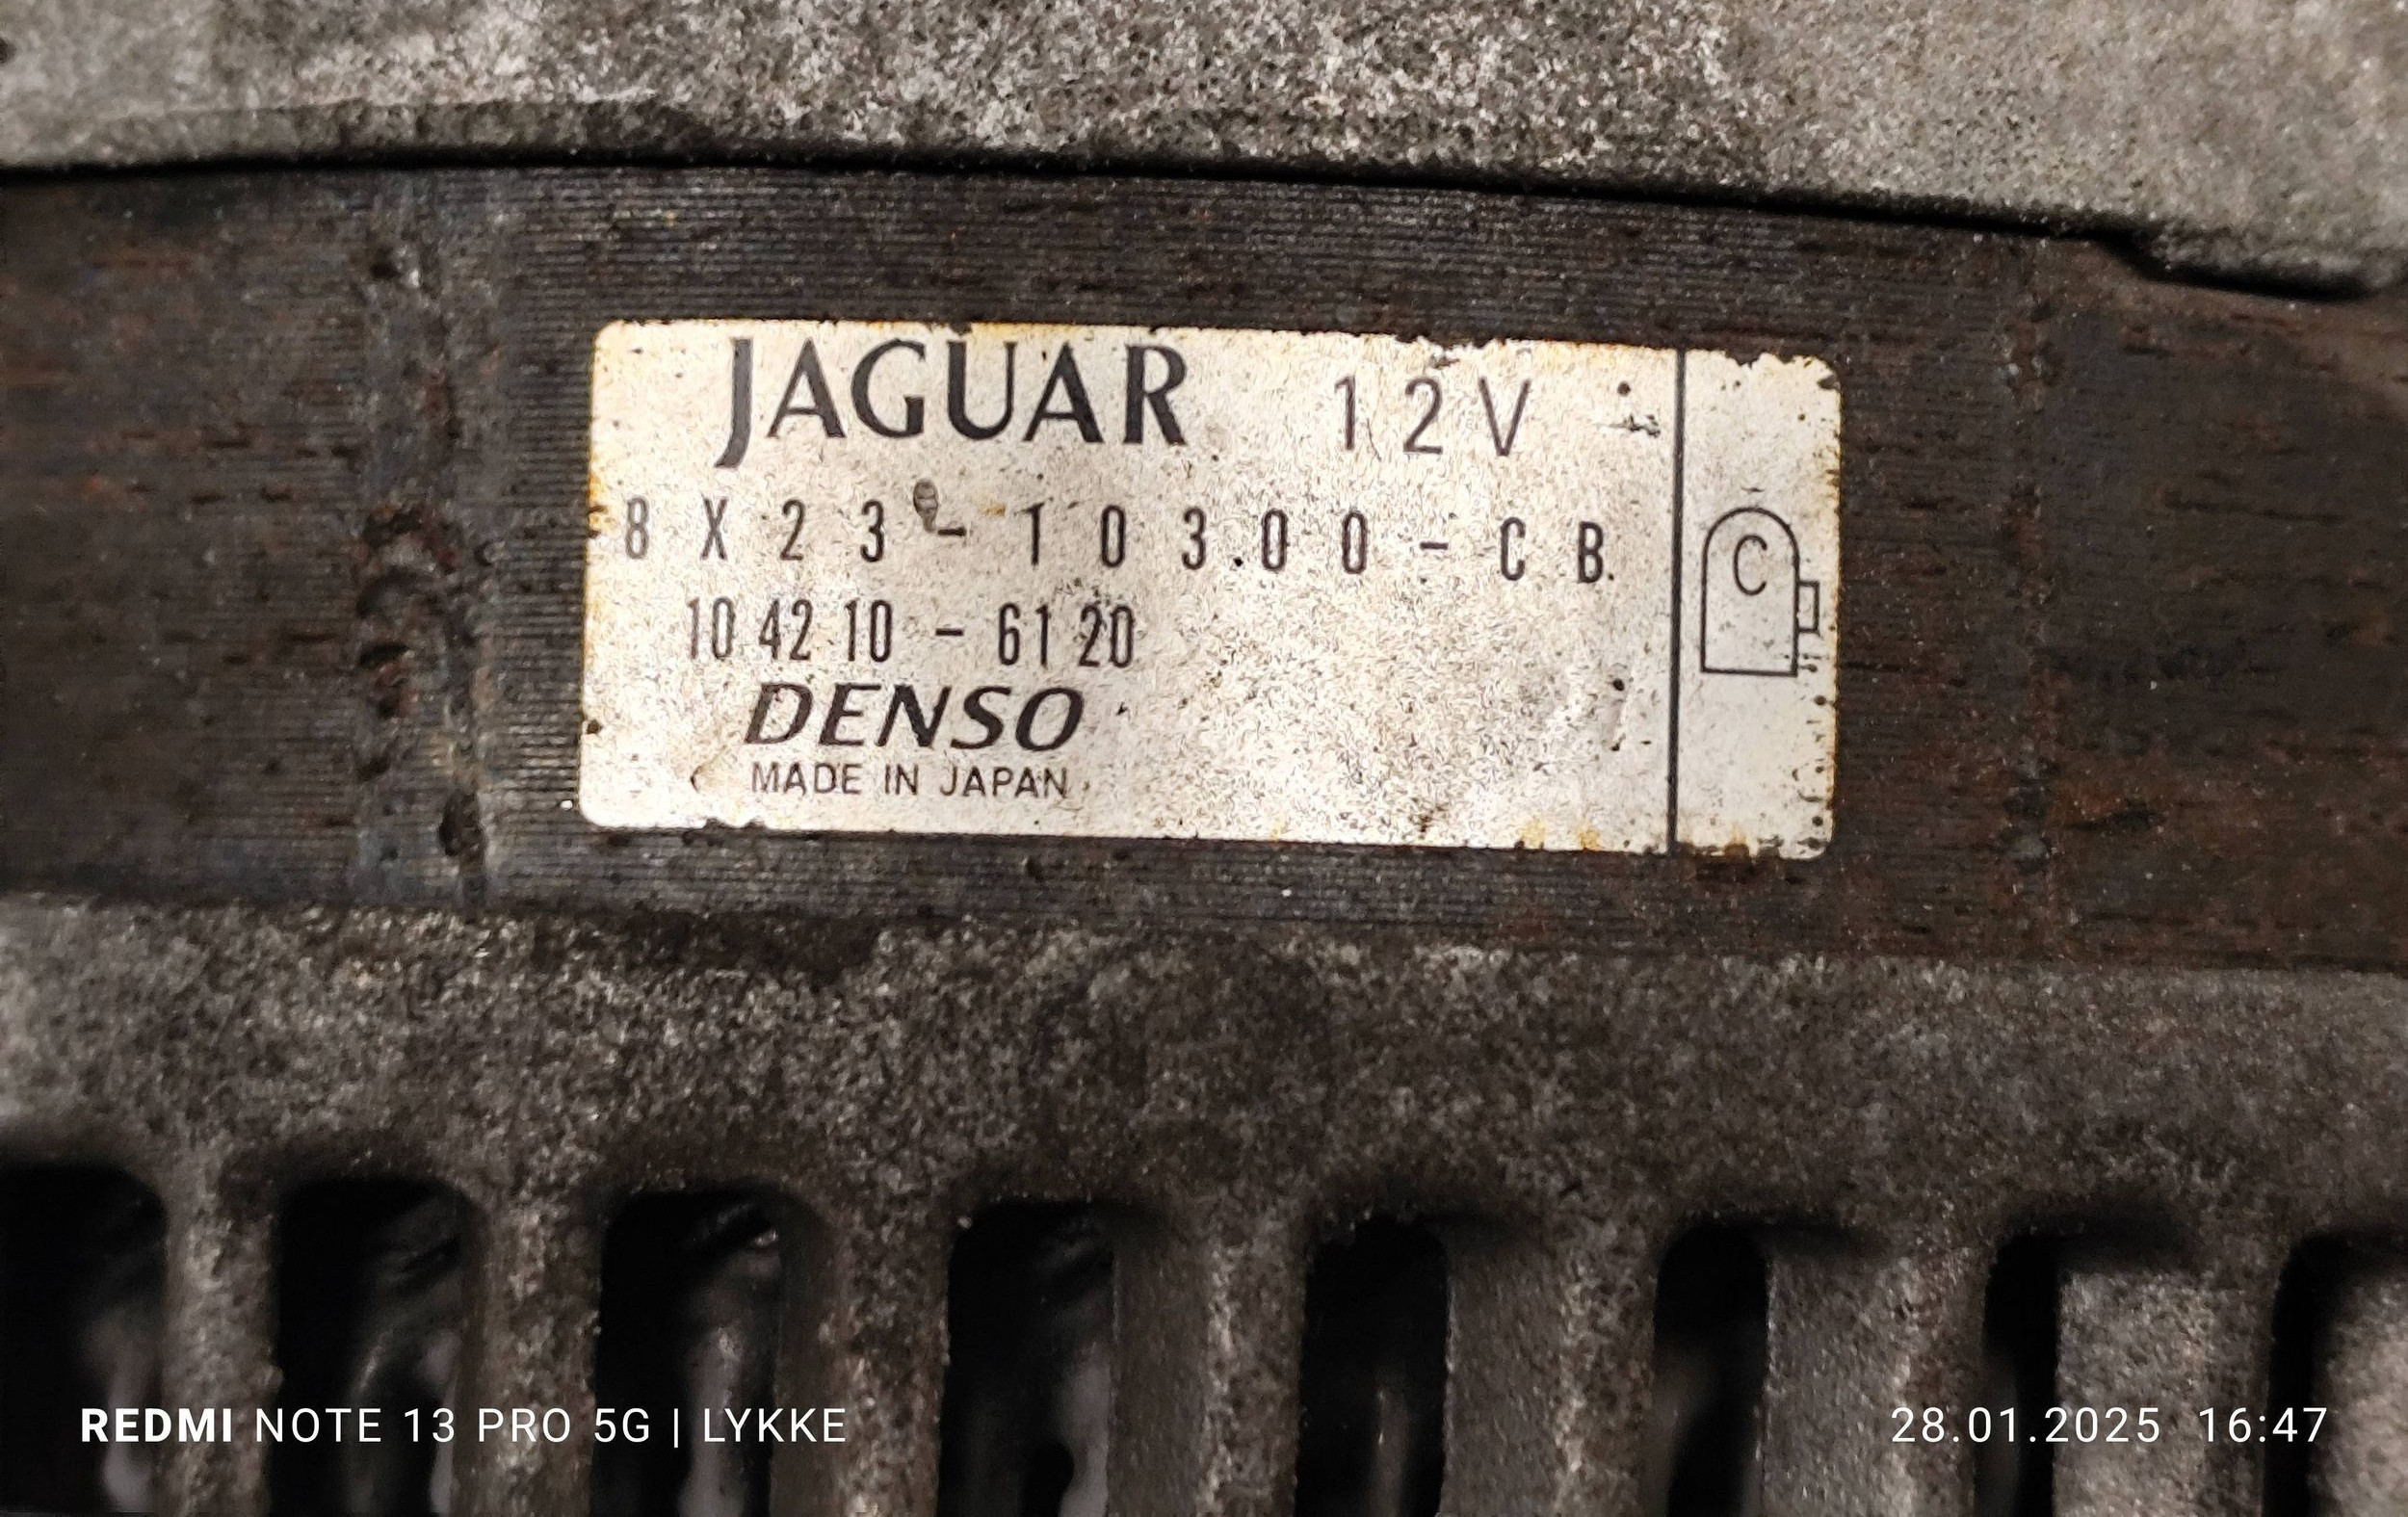 JAGUAR 12V
8X23-10300-CB
C
104210-6120
DENSO
MADE IN JAPAN
REDMI NOTE 13 PRO 5G | LYKKE
28.01.2025 16:47